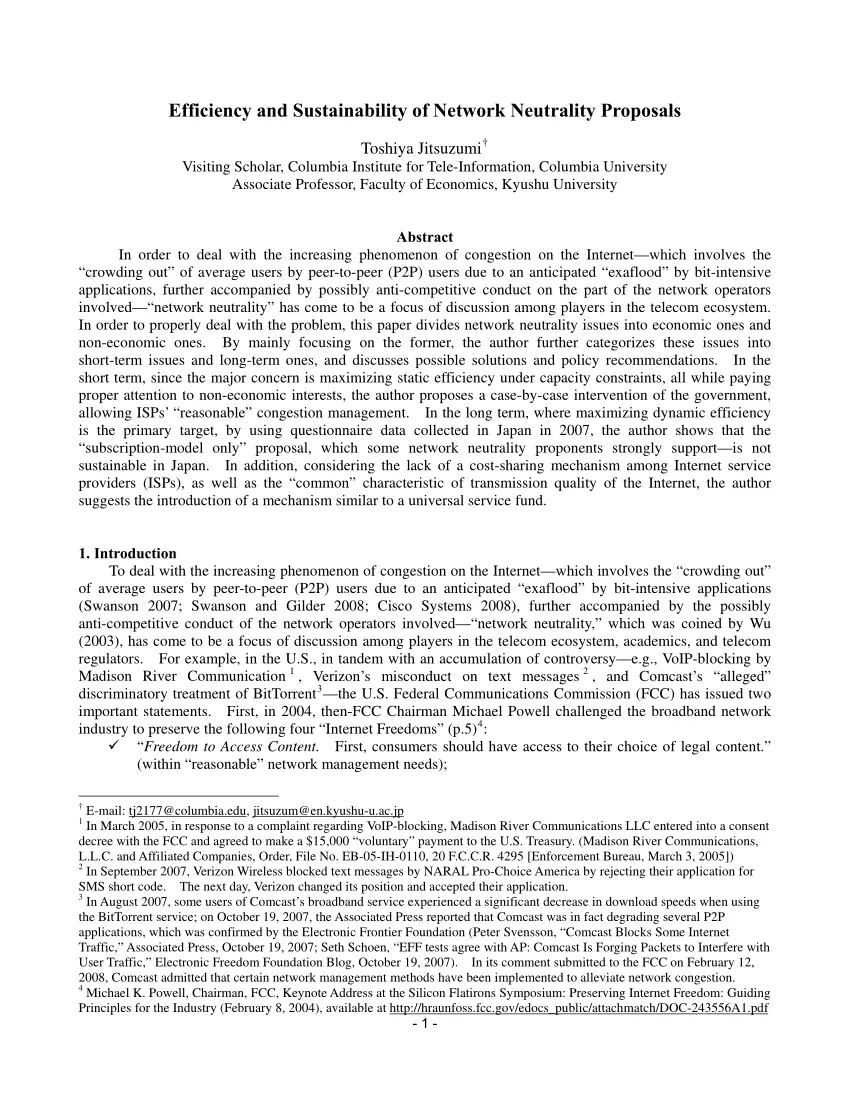 Efficiency and Sustainability of Network Neutrality Proposals
Toshiya Jitsuzumi†
Visiting Scholar, Columbia Institute for Tele-Information, Columbia University
Associate Professor, Faculty of Economics, Kyushu University
Abstract
In order to deal with the increasing phenomenon of congestion on the Internet—which involves the
“crowding out” of average users by peer-to-peer (P2P) users due to an anticipated “exaflood” by bit-intensive
applications, further accompanied by possibly anti-competitive conduct on the part of the network operators
involved—“network neutrality” has come to be a focus of discussion among players in the telecom ecosystem.
In order to properly deal with the problem, this paper divides network neutrality issues into economic ones and
non-economic ones. By mainly focusing on the former, the author further categorizes these issues into
short-term issues and long-term ones, and discusses possible solutions and policy recommendations. In the
short term, since the major concern is maximizing static efficiency under capacity constraints, all while paying
proper attention to non-economic interests, the author proposes a case-by-case intervention of the government,
allowing ISPs’ “reasonable” congestion management. In the long term, where maximizing dynamic efficiency
is the primary target, by using questionnaire data collected in Japan in 2007, the author shows that the
“subscription-model only” proposal, which some network neutrality proponents strongly support—is not
sustainable in Japan. In addition, considering the lack of a cost-sharing mechanism among Internet service
providers (ISPs), as well as the “common” characteristic of transmission quality of the Internet, the author
suggests the introduction of a mechanism similar to a universal service fund.
1. Introduction
To deal with the increasing phenomenon of congestion on the Internet—which involves the “crowding out”
of average users by peer-to-peer (P2P) users due to an anticipated “exaflood” by bit-intensive applications
(Swanson 2007; Swanson and Gilder 2008; Cisco Systems 2008), further accompanied by the possibly
anti-competitive conduct of the network operators involved—“network neutrality,” which was coined by Wu
(2003), has come to be a focus of discussion among players in the telecom ecosystem, academics, and telecom
regulators. For example, in the U.S., in tandem with an accumulation of controversy—e.g., VoIP-blocking by
Madison River Communication 1 , Verizon’s misconduct on text messages 2 , and Comcast’s “alleged”
discriminatory treatment of BitTorrent3—the U.S. Federal Communications Commission (FCC) has issued two
important statements. First, in 2004, then-FCC Chairman Michael Powell challenged the broadband network
industry to preserve the following four “Internet Freedoms” (p.5)4:
✓ “Freedom to Access Content. First, consumers should have access to their choice of legal content.”
(within “reasonable” network management needs);
† E-mail: tj2177@columbia.edu, jitsuzum@en.kyushu-u.ac.jp
1 In March 2005, in response to a complaint regarding VoIP-blocking, Madison River Communications LLC entered into a consent
decree with the FCC and agreed to make a $15,000 “voluntary” payment to the U.S. Treasury. (Madison River Communications,
L.L.C. and Affiliated Companies, Order, File No. EB-05-IH-0110, 20 F.C.C.R. 4295 [Enforcement Bureau, March 3, 2005])
2 In September 2007, Verizon Wireless blocked text messages by NARAL Pro-Choice America by rejecting their application for
SMS short code. The next day, Verizon changed its position and accepted their application.
3 In August 2007, some users of Comcast’s broadband service experienced a significant decrease in download speeds when using
the BitTorrent service; on October 19, 2007, the Associated Press reported that Comcast was in fact degrading several P2P
applications, which was confirmed by the Electronic Frontier Foundation (Peter Svensson, “Comcast Blocks Some Internet
Traffic,” Associated Press, October 19, 2007; Seth Schoen, “EFF tests agree with AP: Comcast Is Forging Packets to Interfere with
User Traffic,” Electronic Freedom Foundation Blog, October 19, 2007). In its comment submitted to the FCC on February 12,
2008, Comcast admitted that certain network management methods have been implemented to alleviate network congestion.
4 Michael K. Powell, Chairman, FCC, Keynote Address at the Silicon Flatirons Symposium: Preserving Internet Freedom: Guiding
Principles for the Industry (February 8, 2004), available at http://hraunfoss.fcc.gov/edocs_public/attachmatch/DOC-243556A1.pdf
- 1 -